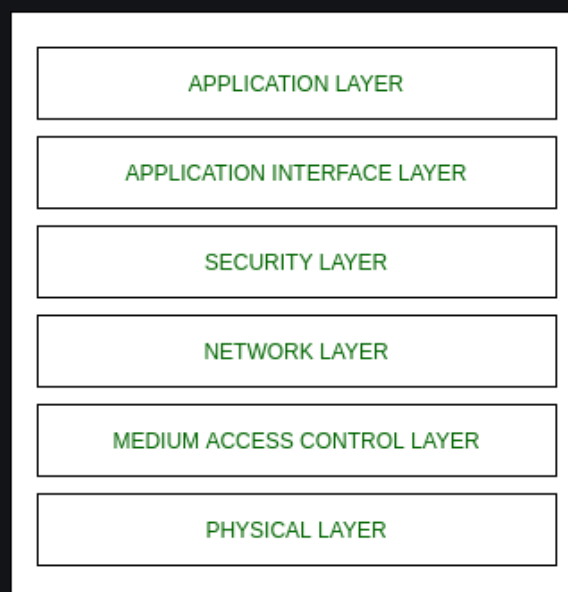 APPLICATION LAYER
APPLICATION INTERFACE LAYER
SECURITY LAYER
NETWORK LAYER
MEDIUM ACCESS CONTROL LAYER
PHYSICAL LAYER